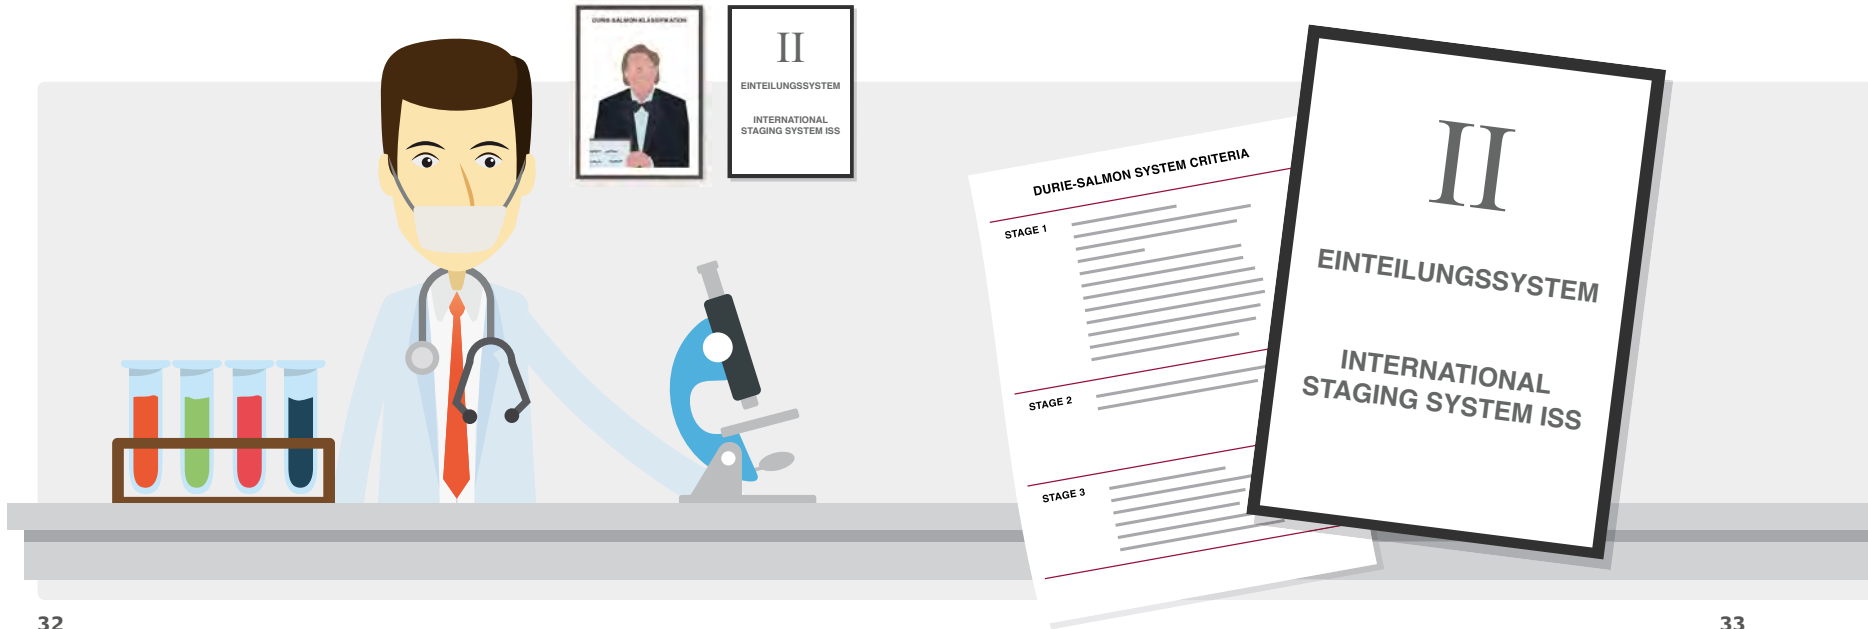 DURIE-SALMON-KLASSIFIKATION
II
EINTEILUNGSSYSTEM
INTERNATIONAL
STAGING SYSTEM ISS
DURIE-SALMON SYSTEM CRITERIA
STAGE 1
STAGE 2
STAGE 3
II
EINTEILUNGSSYSTEM
INTERNATIONAL
STAGING SYSTEM ISS
32
33